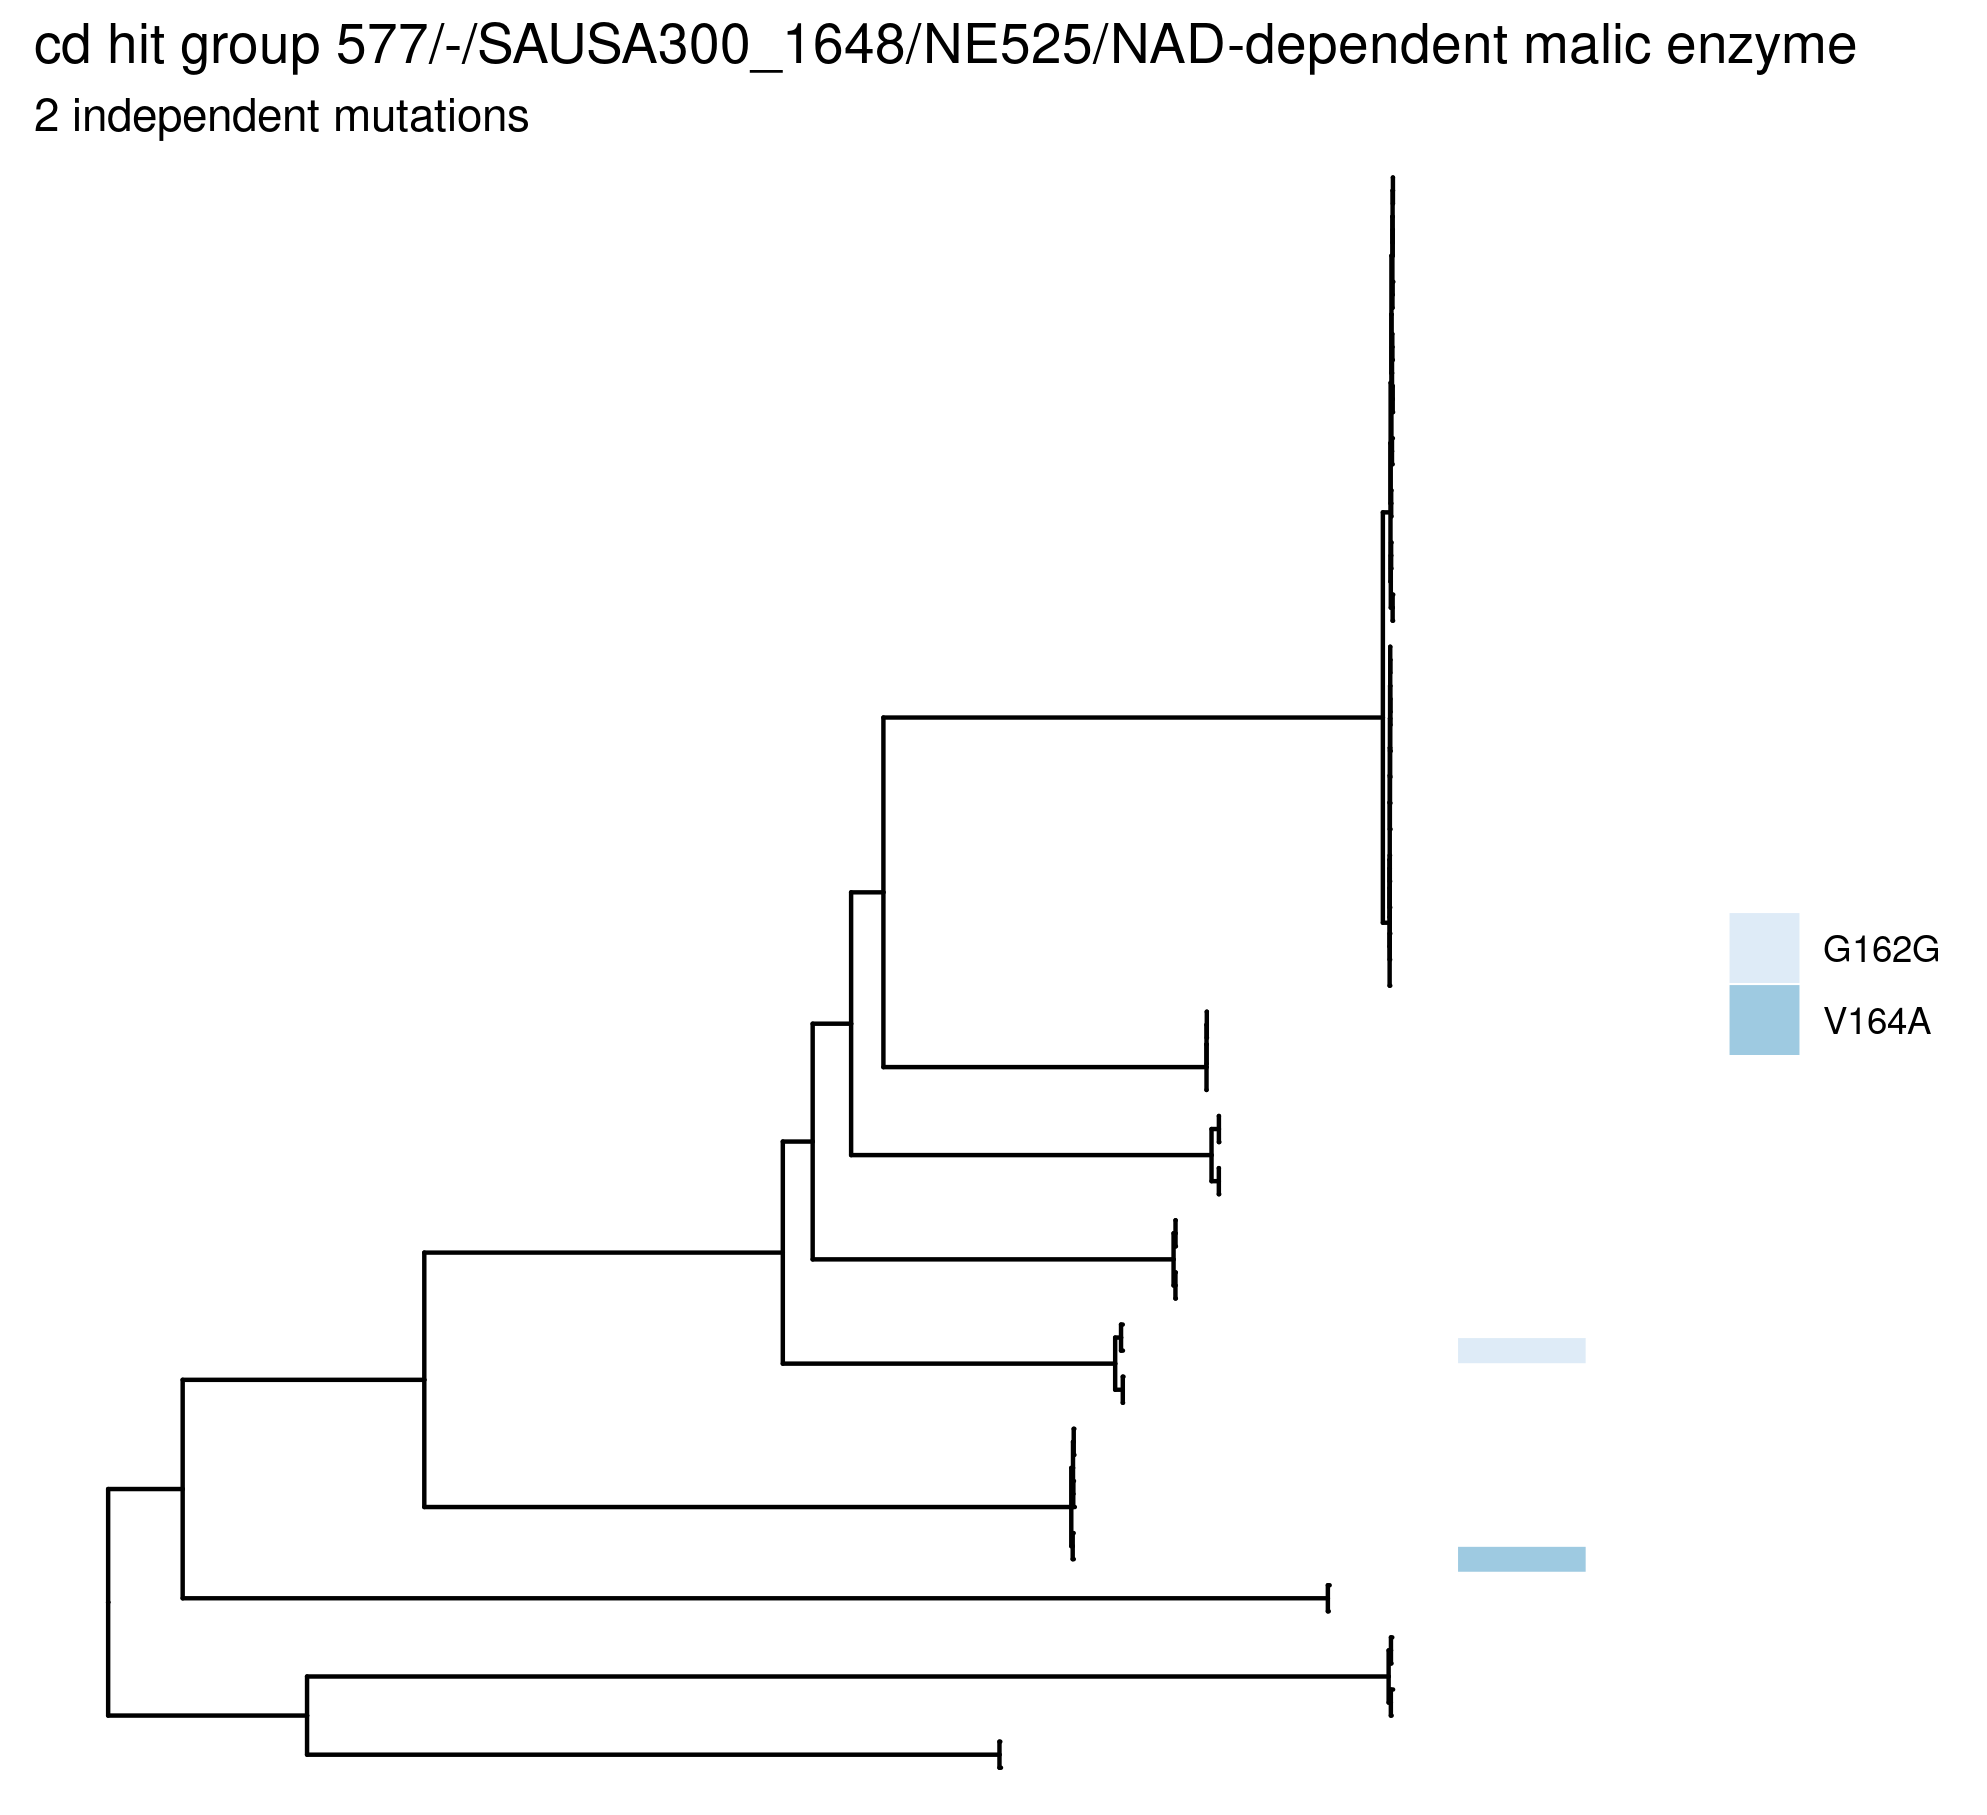 cd hit group 577/-/SAUSA300_1648/NE525/NAD-dependent malic enzyme
2 independent mutations
G162G
V164A